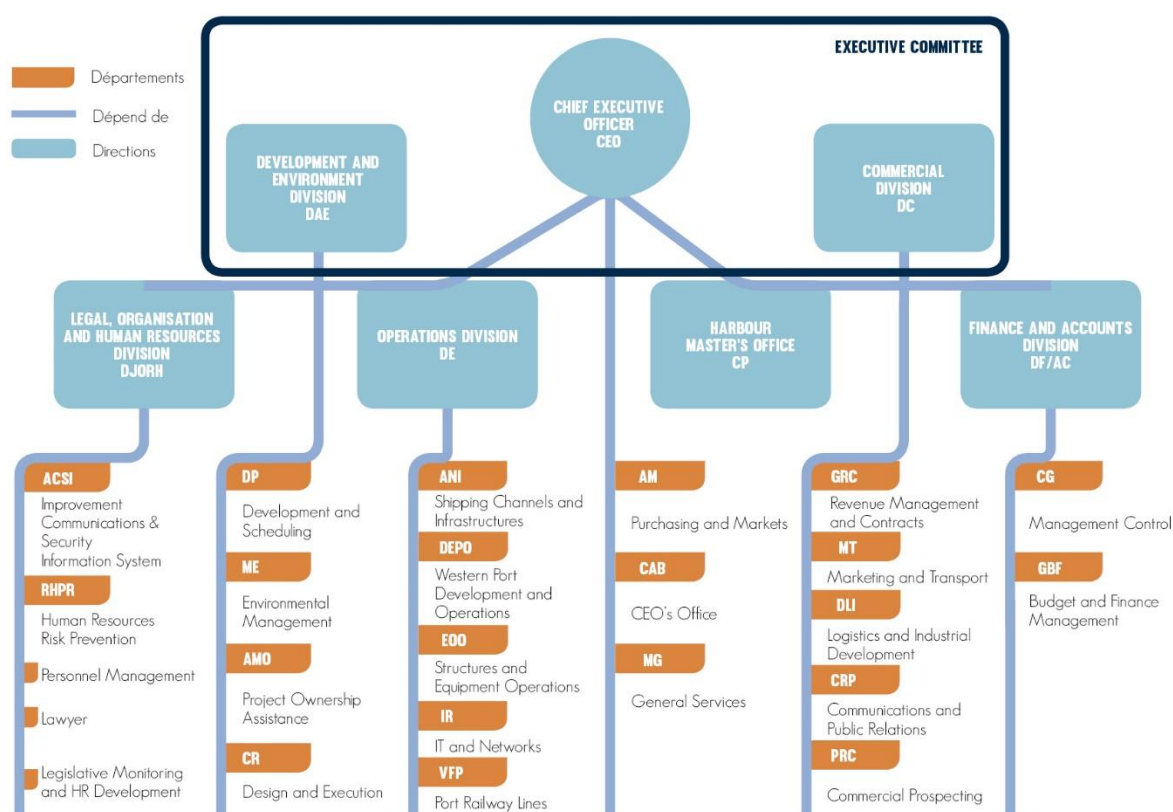 EXECUTIVE COMMITTEE
Départements
Dépend de
Directions
CHIEF EXECUTIVE
OFFICER
CEO
DEVELOPMENT AND
ENVIRONMENT
DIVISION
DAE
COMMERCIAL
DIVISION
DC
LEGAL, ORGANISATION
AND HUMAN RESOURCES
DIVISION
DJORH
OPERATIONS DIVISION
DE
HARBOUR
MASTER'S OFFICE
CP
FINANCE AND ACCOUNTS
DIVISION
DF/AC
ACSI
Improvement
Communications &
Security
Information System
RHPR
Human Resources
Risk Prevention
Personnel Management
Lawyer
Legislative Monitoring
and HR Development
DP
Development and
Scheduling
ME
Environmental
Management
AMO
Project Ownership
Assistance
CR
Design and Execution
ANI
Shipping Channels and
Infrastructures
DEPO
Western Port
Development and
Operations
EOO
Structures and
Equipment Operations
IR
IT and Networks
VFP
Port Railway Lines
AM
Purchasing and Markets
CAB
CEO's Office
MG
General Services
GRC
Revenue Management
and Contracts
MT
Marketing and Transport
DLI
Logistics and Industrial
Development
CRP
Communications and
Public Relations
PRC
Commercial Prospecting
CG
Management Control
GBF
Budget and Finance
Management